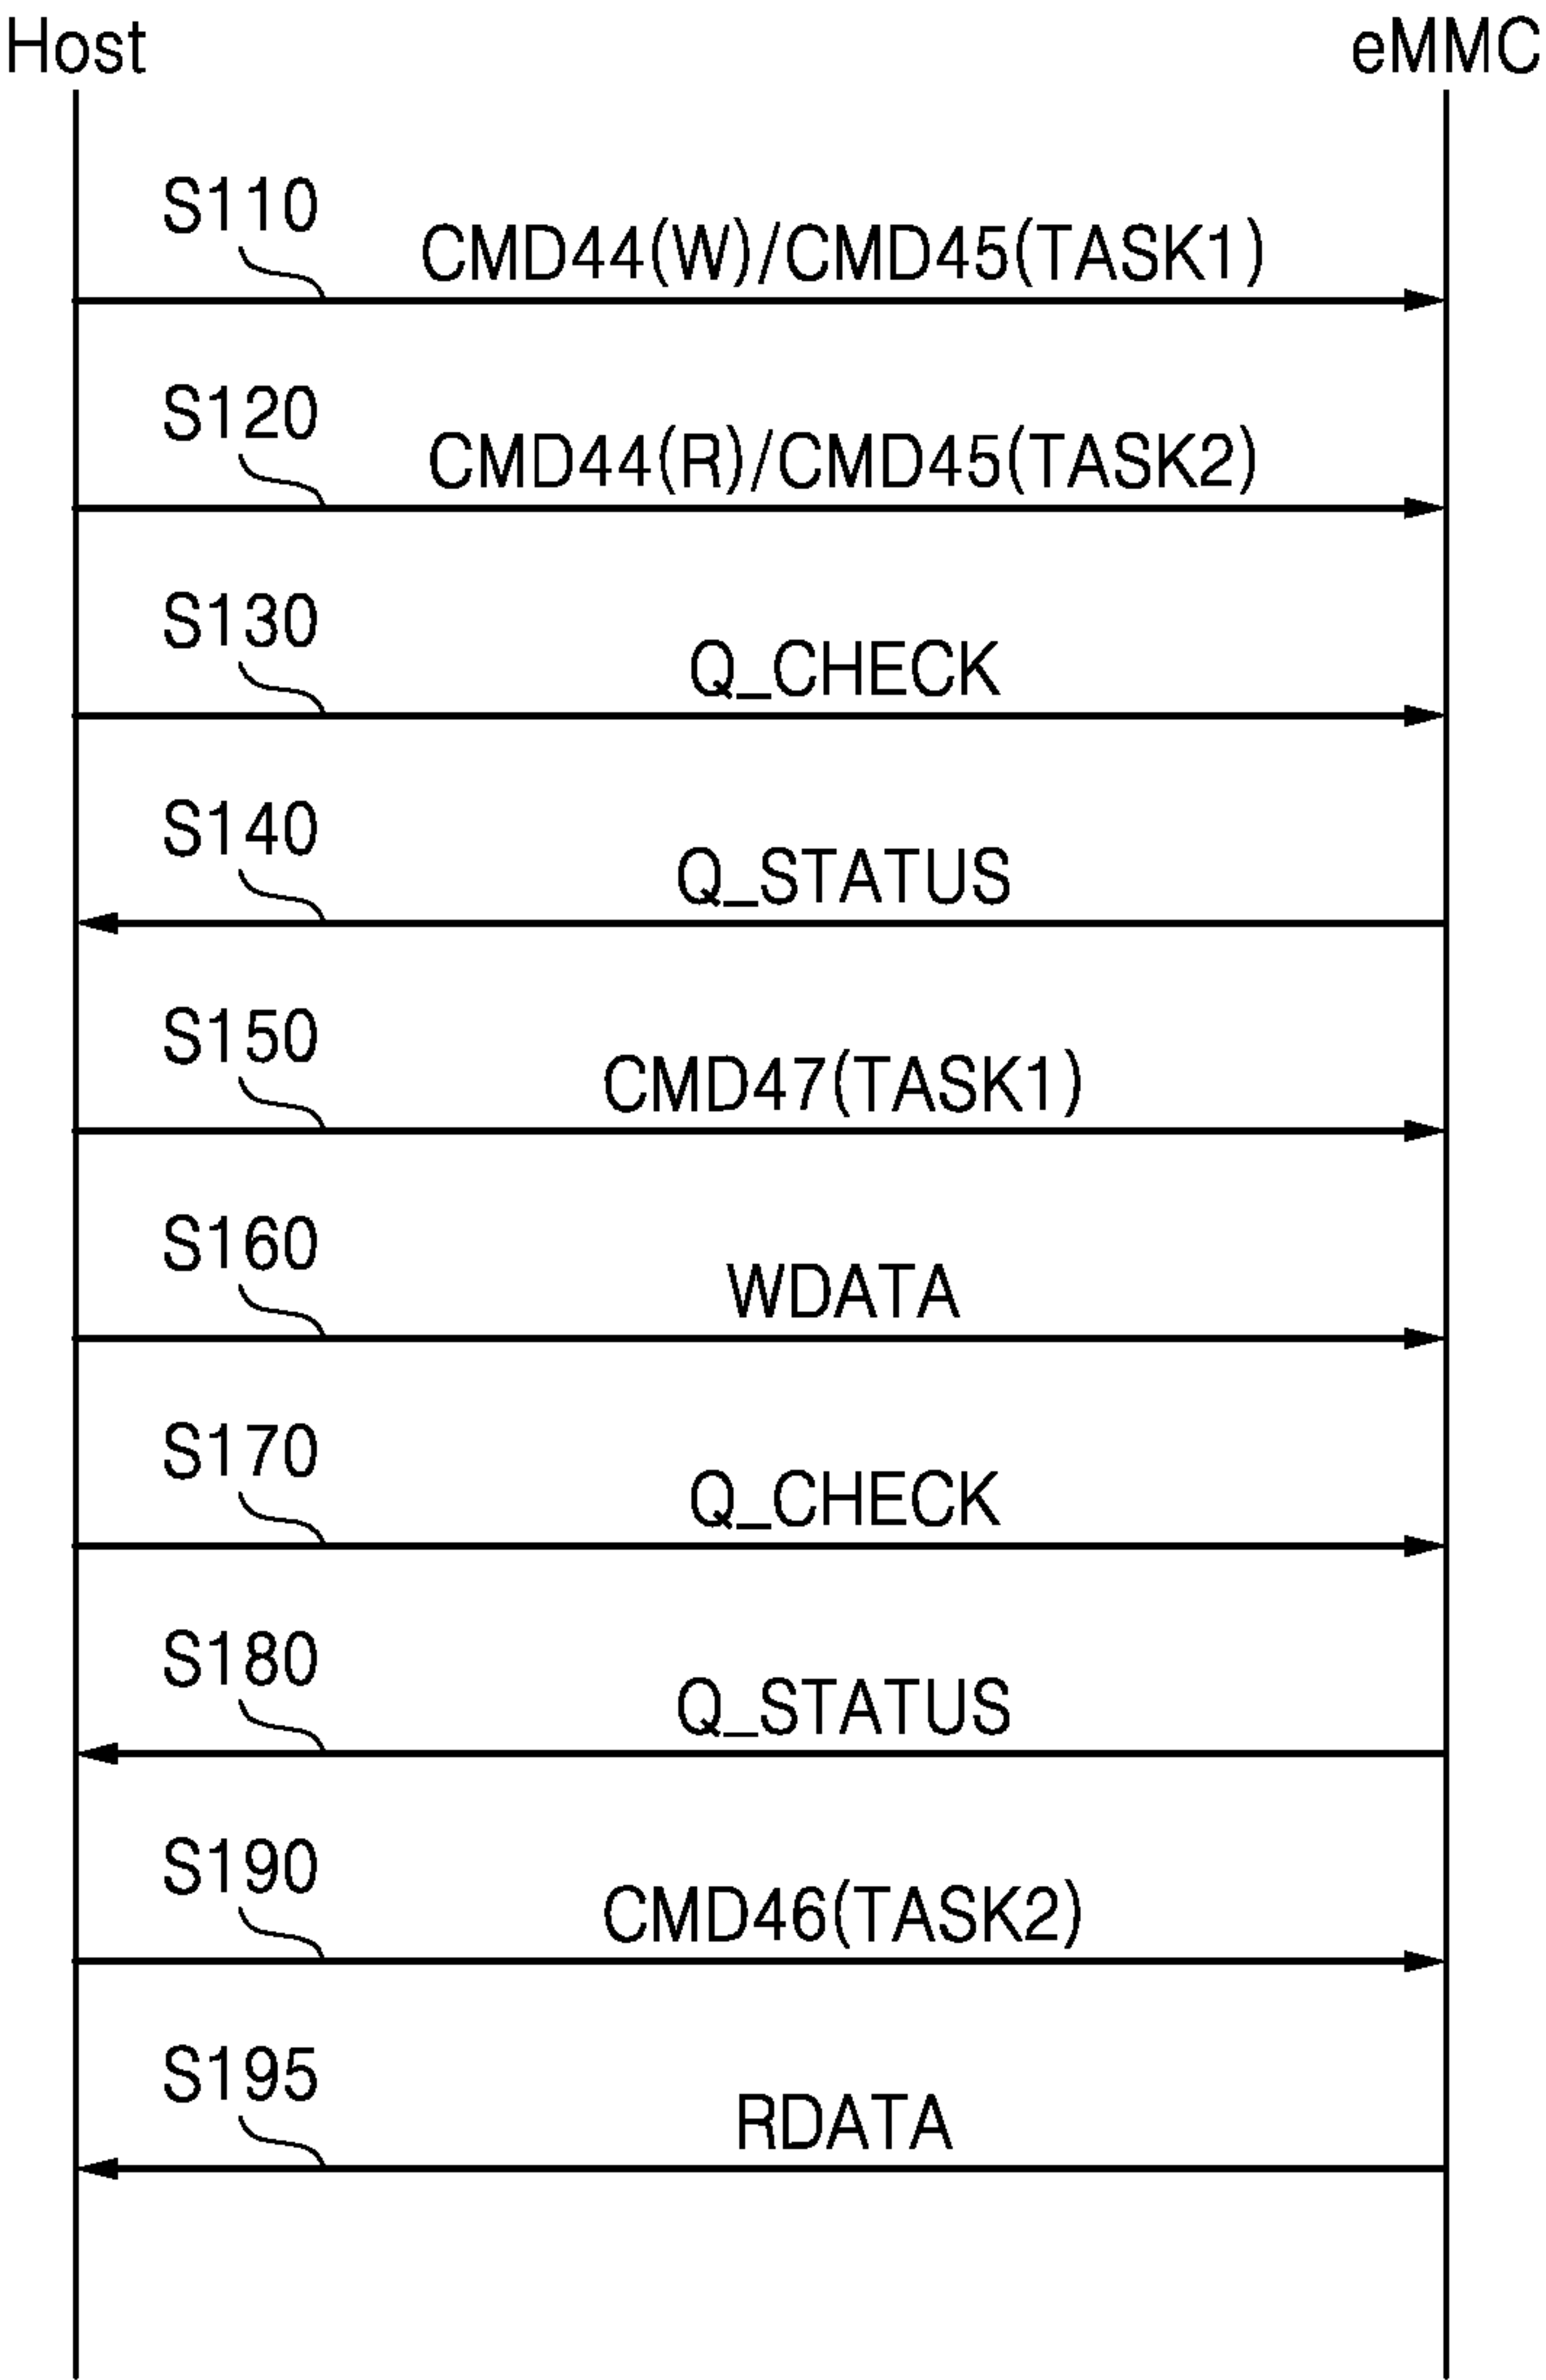 Host
eMMC
S110
CMD44(W)/CMD45(TASK1)
S120
CMD44(R)/CMD45(TASK2)
S130
Q_CHECK
S140
Q_STATUS
S150
CMD47(TASK1)
S160
WDATA
S170
Q_CHECK
S180
Q_STATUS
S190
CMD46(TASK2)
S195
RDATA